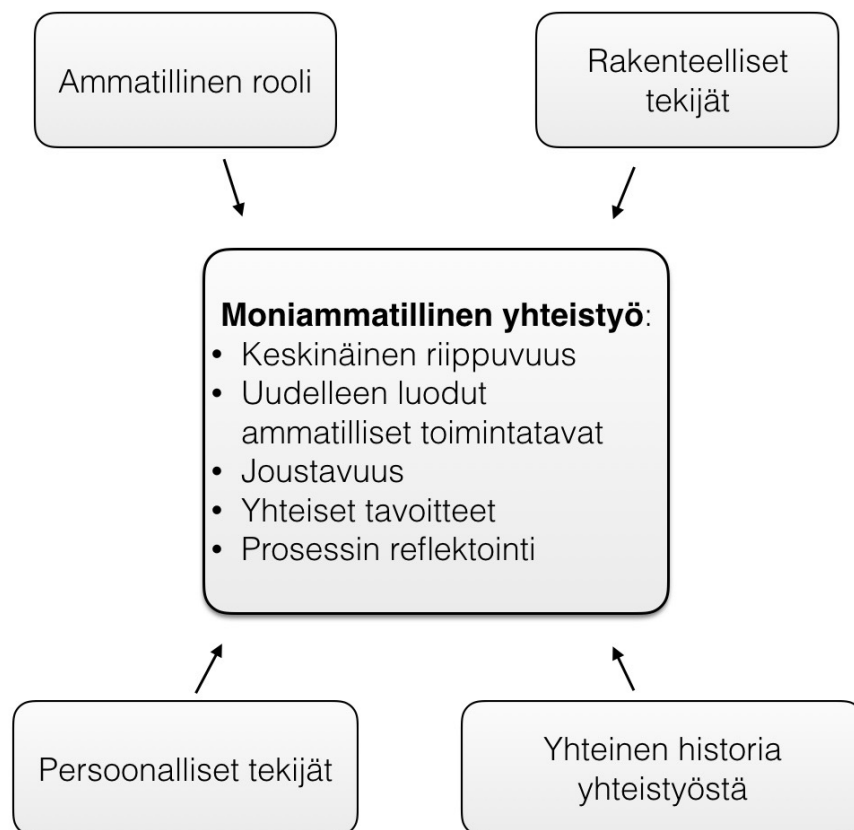 Ammatillinen rooli
Rakenteelliset
tekijät
Moniammatillinen yhteistyö:
• Keskinäinen riippuvuus
• Uudelleen luodut
ammatilliset toimintatavat
• Joustavuus
• Yhteiset tavoitteet
• Prosessin reflektointi
Persoonalliset tekijät
Yhteinen historia
yhteistyöstä